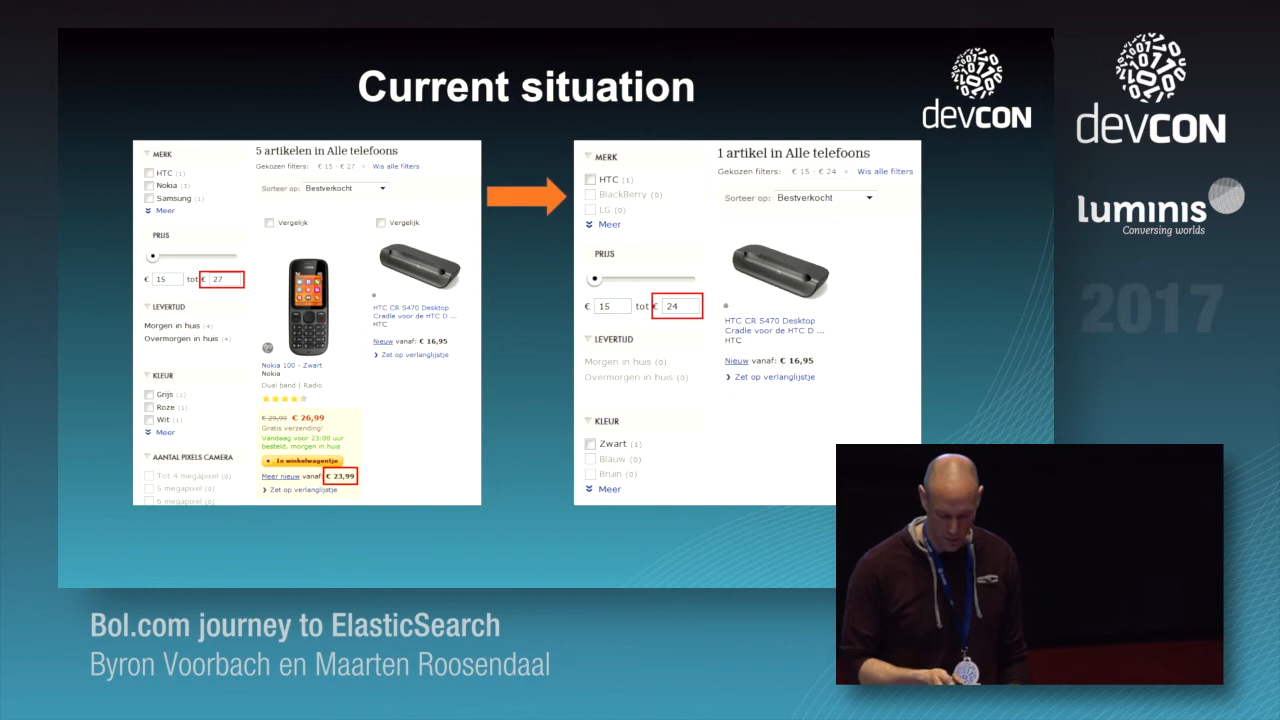 Current situation
devcon
MERK
HTC (1)
Nokia (3)
Samsung (1)
Meer
PRIJS
€ 15 tot € 27
LEVERTIJD
Morgen in huis (4)
Overmorgen in huis (4)
KLEUR
Grijs (1)
Roze (1)
Wit (1)
Meer
AANTAL PIXELS CAMERA
Tot 4 megapixel (0)
5 megapixel (0)
6 megapixel (0)
5 artikelen in Alle telefoons
Gekozen filters: € 15 - € 27 × Wis alle filters
Sorteer op: Bestverkocht
Vergelijk
Nokia 100 - Zwart
Nokia
Dual band | Radio
€ 29,99 € 26,99
Gratis verzending!
Vandaag voor 23:00 uur
besteld, morgen in huis
In winkelwagentje
Meer nieuw vanaf: € 23,99
Zet op verlanglijstje
Vergelijk
HTC CR S470 Desktop
Cradle voor de HTC D ...
HTC
Nieuw vanaf: € 16,95
Zet op verlanglijstje
MERK
HTC (1)
BlackBerry (0)
LG (0)
Meer
PRIJS
€ 15 tot € 24
LEVERTIJD
Morgen in huis (0)
Overmorgen in huis (0)
KLEUR
Zwart (1)
Blauw (0)
Bruin (0)
Meer
1 artikel in Alle telefoons
Gekozen filters: € 15 - € 24 × Wis alle filters
Sorteer op: Bestverkocht
HTC CR S470 Desktop
Cradle voor de HTC D ...
HTC
Nieuw vanaf: € 16,95
Zet op verlanglijstje
devcon
luminis
Conversing worlds
2017
Bol.com journey to ElasticSearch
Byron Voorbach en Maarten Roosendaal